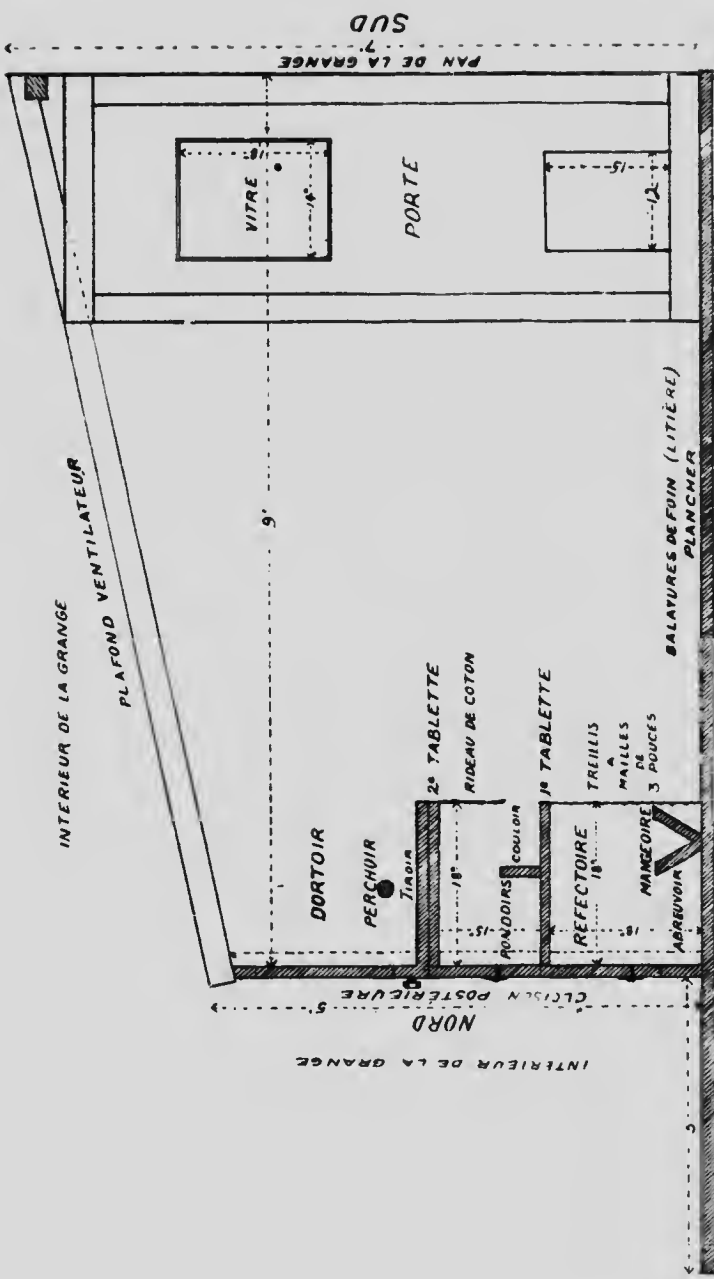 SUD
7'
PAN DE LA GRANGE
VITRE
18"
14"
PORTE
15
12
INTERIEUR DE LA GRANGE
PLAFOND VENTILATEUR
9'
BALAYURES DE FOIN (LITIÈRE)
PLANCHER
DORTOIR
PERCHOIR
TIROIR
2e TABLETTE
RIDEAU DE COTON
18"
15"
PONDOIRS
COULOIR
1e TABLETTE
TREILLIS
A
MAILLES
DE
3 POUCES
REFECTOIRE
18"
18"
MANGEOIRE
ABREUVOIR
CLOISON POSTÉRIEURE
5'
NORD
INTERIEUR DE LA GRANGE